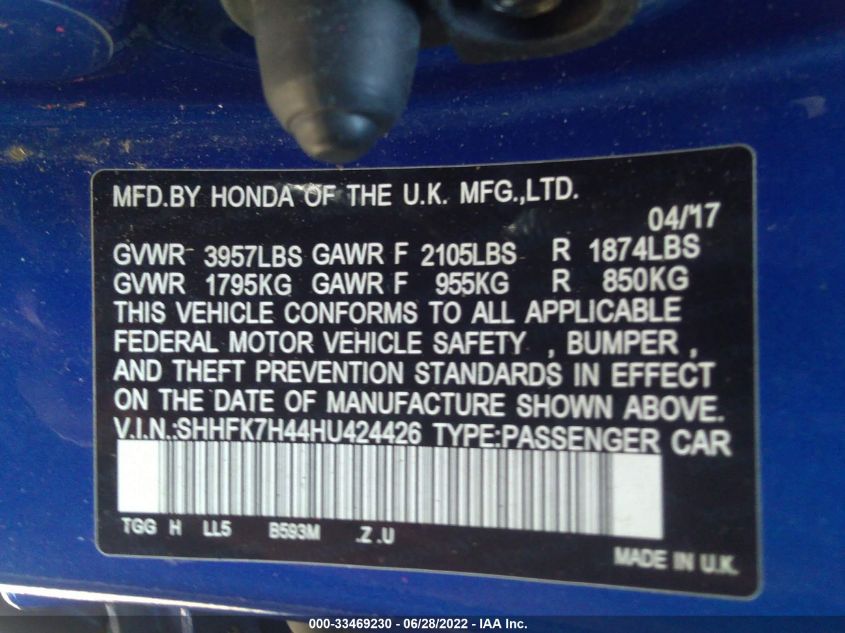 MFD.BY HONDA OF THE U.K. MFG.,LTD.
04/17
GVWR 3957LBS GAWR F 2105LBS R 1874LBS
GVWR 1795KG GAWR F 955KG R 850KG
THIS VEHICLE CONFORMS TO ALL APPLICABLE
FEDERAL MOTOR VEHICLE SAFETY , BUMPER ,
AND THEFT PREVENTION STANDARDS IN EFFECT
ON THE DATE OF MANUFACTURE SHOWN ABOVE.
V.I.N.:SHHFK7H44HU424426 TYPE:PASSENGER CAR
TGG H LL5 B593M .Z .U
MADE IN U.K.
000-33469230 - 06/28/2022 - IAA Inc.